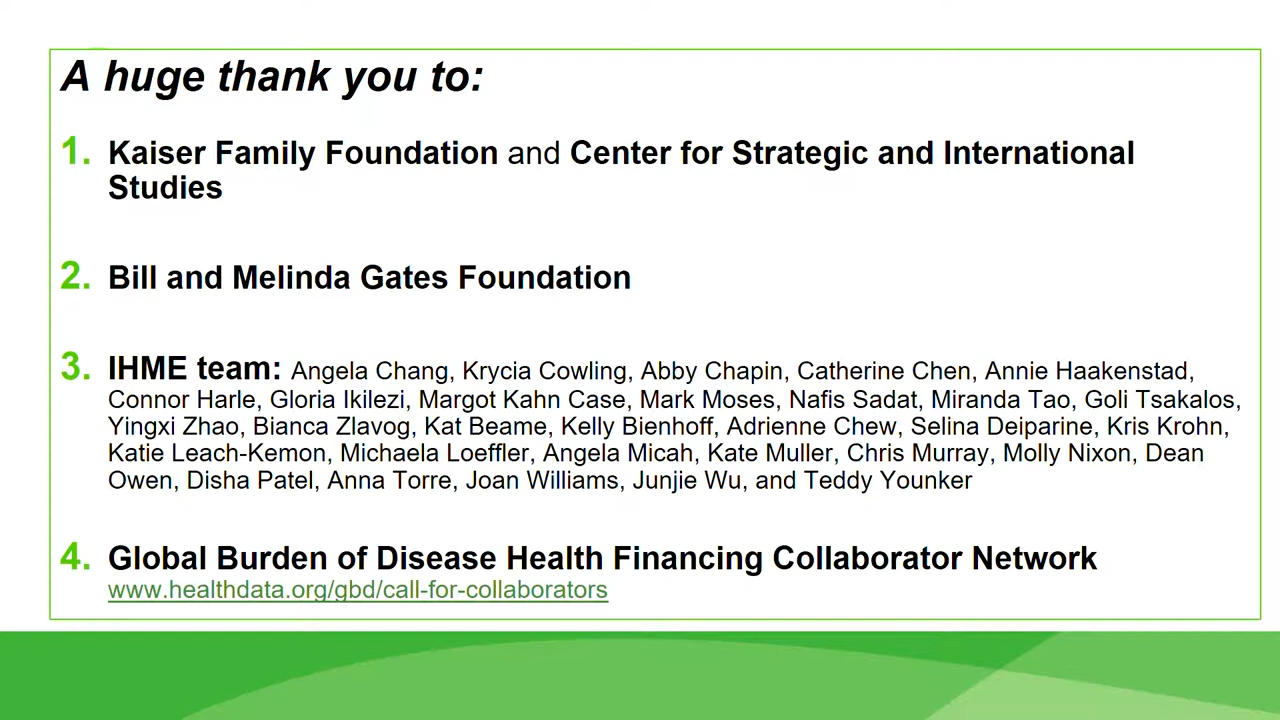 A huge thank you to:
1. Kaiser Family Foundation and Center for Strategic and International
Studies
2. Bill and Melinda Gates Foundation
3. IHME team: Angela Chang, Krycia Cowling, Abby Chapin, Catherine Chen, Annie Haakenstad,
Connor Harle, Gloria Ikilezi, Margot Kahn Case, Mark Moses, Nafis Sadat, Miranda Tao, Goli Tsakalos,
Yingxi Zhao, Bianca Zlavog, Kat Beame, Kelly Bienhoff, Adrienne Chew, Selina Deiparine, Kris Krohn,
Katie Leach-Kemon, Michaela Loeffler, Angela Micah, Kate Muller, Chris Murray, Molly Nixon, Dean
Owen, Disha Patel, Anna Torre, Joan Williams, Junjie Wu, and Teddy Younker
4. Global Burden of Disease Health Financing Collaborator Network
www.healthdata.org/gbd/call-for-collaborators